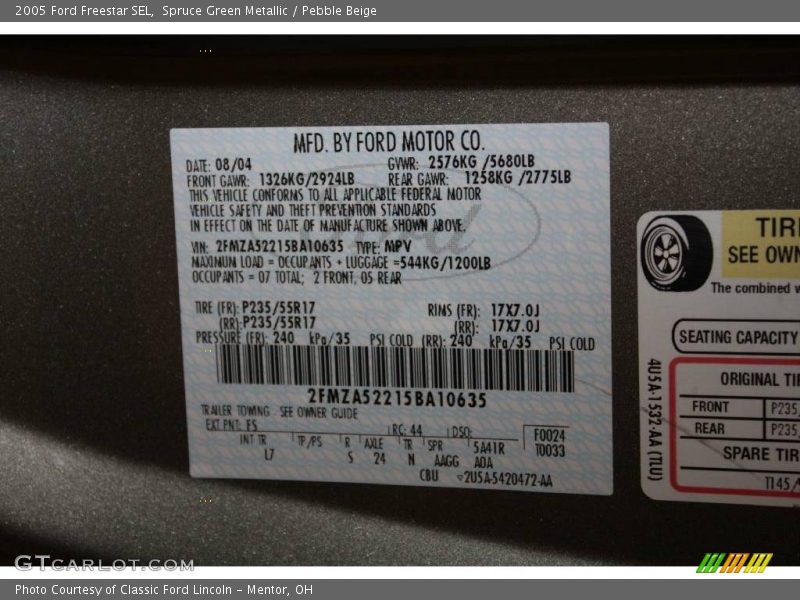 2005 Ford Freestar SEL, Spruce Green Metallic / Pebble Beige
MFD. BY FORD MOTOR CO.
DATE: 08/04 GVWR: 2576KG /5680LB
FRONT GAWR: 1326KG/2924LB REAR GAWR: 1258KG /2775LB
THIS VEHICLE CONFORMS TO ALL APPLICABLE FEDERAL MOTOR
VEHICLE SAFETY AND THEFT PREVENTION STANDARDS
IN EFFECT ON THE DATE OF MANUFACTURE SHOWN ABOVE.
VIN: 2FMZA52215BA10635 TYPE: MPV
MAXIMUM LOAD = OCCUPANTS + LUGGAGE =544KG/1200LB
OCCUPANTS = 07 TOTAL; 2 FRONT, 05 REAR
TIRE (FR): P235/55R17 RIMS (FR): 17X7.0J
(RR): P235/55R17 (RR): 17X7.0J
PRESSURE (FR): 240 kPa/35 PSI COLD (RR): 240 kPa/35 PSI COLD
2FMZA52215BA10635
TRAILER TOWING - SEE OWNER GUIDE
EXT PNT: FS RC: 44 DSO: F0024
INT TR TP/PS R AXLE TR SPR 5A41R T0033
L7 S 24 N AAGG A0A
CBU 2U5A-5420472-AA
TIR
SEE OWN
The combined w
SEATING CAPACITY
ORIGINAL TI
FRONT P235
REAR P235
SPARE TIR
T145/
4U5A-1532-AA (TLU)
GTCARLOT.COM
Photo Courtesy of Classic Ford Lincoln - Mentor, OH